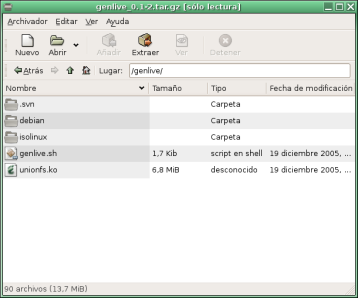 genlive_0.1-2.tar.gz [sólo lectura]
Archivador Editar Ver Ayuda
Nuevo Abrir Añadir Extraer Ver Detener
Atrás Lugar: /genlive/
Nombre Tamaño Tipo Fecha de modificación
.svn Carpeta
debian Carpeta
isolinux Carpeta
genlive.sh 1,7 Kib script en shell 19 diciembre 2005, ...
unionfs.ko 6,8 MiB desconocido 19 diciembre 2005, ...
90 archivos (13,7 MiB)